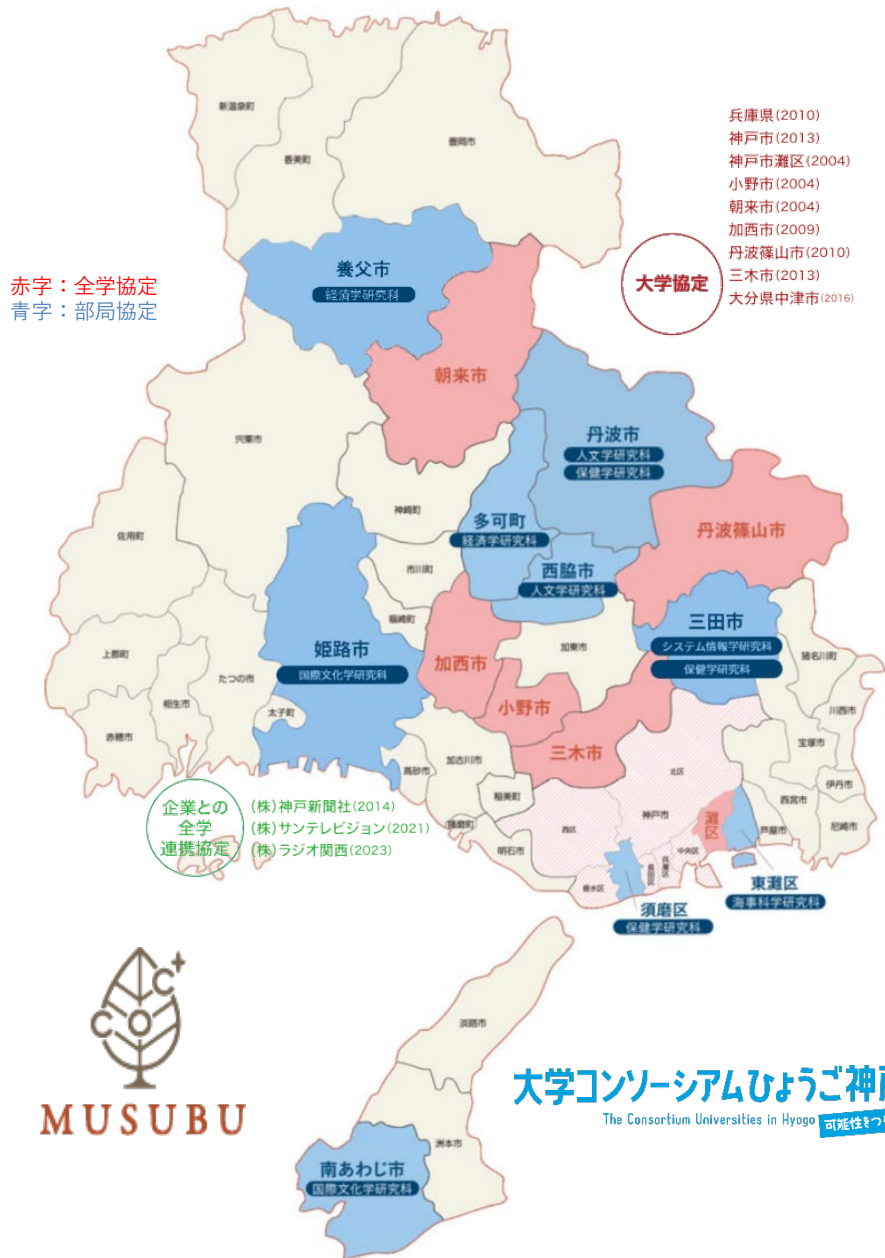 新温泉町
香美町
豊岡市
兵庫県(2010)
神戸市(2013)
神戸市灘区(2004)
小野市(2004)
朝来市(2004)
加西市(2009)
丹波篠山市(2010)
三木市(2013)
大分県中津市(2016)
大学協定
赤字：全学協定
青字：部局協定
養父市
経済学研究科
朝来市
宍粟市
丹波市
人文学研究科
保健学研究科
神崎町
多可町
経済学研究科
丹波篠山市
佐用町
市川町
西脇市
人文学研究科
福崎町
三田市
システム情報学研究科
保健学研究科
姫路市
国際文化学研究科
加西市
加東市
猪名川町
上郡町
たつの市
相生市
太子町
赤穂市
小野市
三木市
川西市
宝塚市
伊丹市
北区
高砂市
加古川市
稲美町
播磨町
明石市
西区
神戸市
灘区
西宮市
芦屋市
尼崎市
中央区
兵庫区
長田区
垂水区
東灘区
海事科学研究科
須磨区
保健学研究科
企業との
全学
連携協定
(株)神戸新聞社(2014)
(株)サンテレビジョン(2021)
(株)ラジオ関西(2023)
COC+
MUSUBU
淡路市
洲本市
南あわじ市
国際文化学研究科
大学コンソーシアムひょうご神
The Consortium Universities in Hyogo
可能性をつ